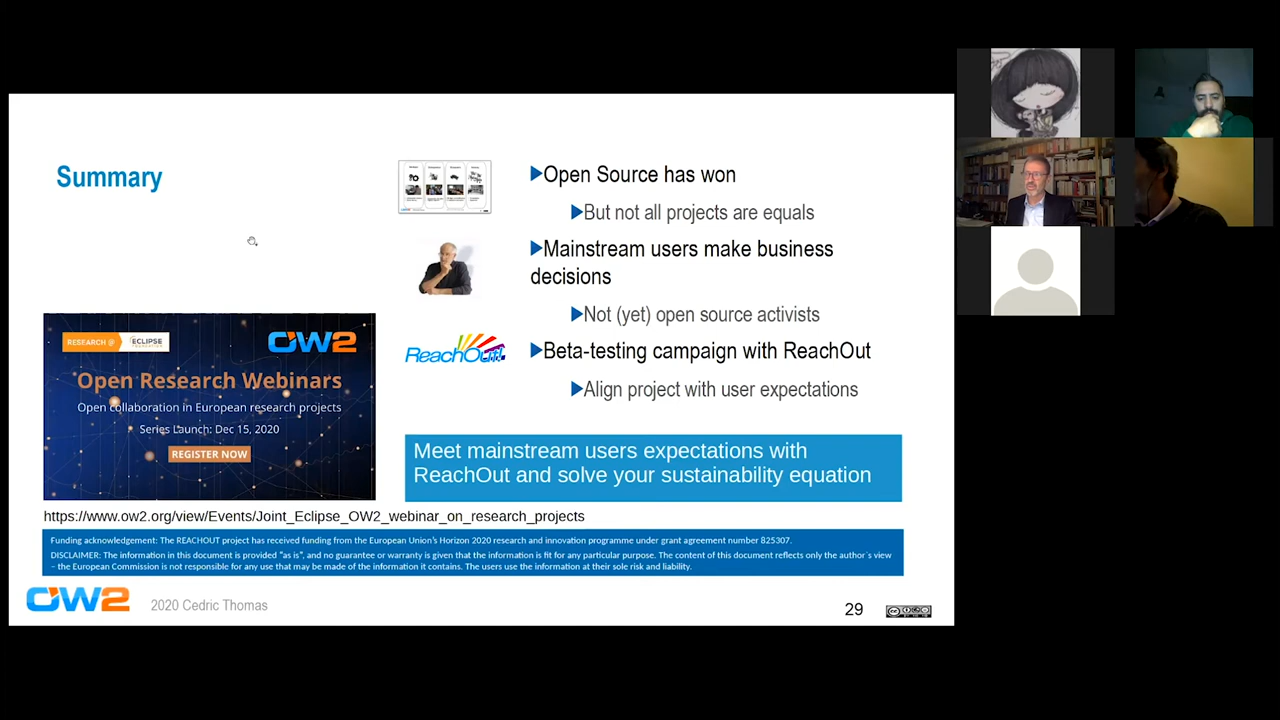 Summary
▶Open Source has won
▶But not all projects are equals
▶Mainstream users make business
decisions
▶Not (yet) open source activists
ReachOut!
▶Beta-testing campaign with ReachOut
▶Align project with user expectations
RESEARCH @ ECLIPSE
FOUNDATION
OW2
Open Research Webinars
Open collaboration in European research projects
Series Launch: Dec 15, 2020
REGISTER NOW
Meet mainstream users expectations with
ReachOut and solve your sustainability equation
https://www.ow2.org/view/Events/Joint_Eclipse_OW2_webinar_on_research_projects
Funding acknowledgement: The REACHOUT project has received funding from the European Union's Horizon 2020 research and innovation programme under grant agreement number 825307.
DISCLAIMER: The information in this document is provided "as is", and no guarantee or warranty is given that the information is fit for any particular purpose. The content of this document reflects only the author`s view
– the European Commission is not responsible for any use that may be made of the information it contains. The users use the information at their sole risk and liability.
OW2
2020 Cedric Thomas
29